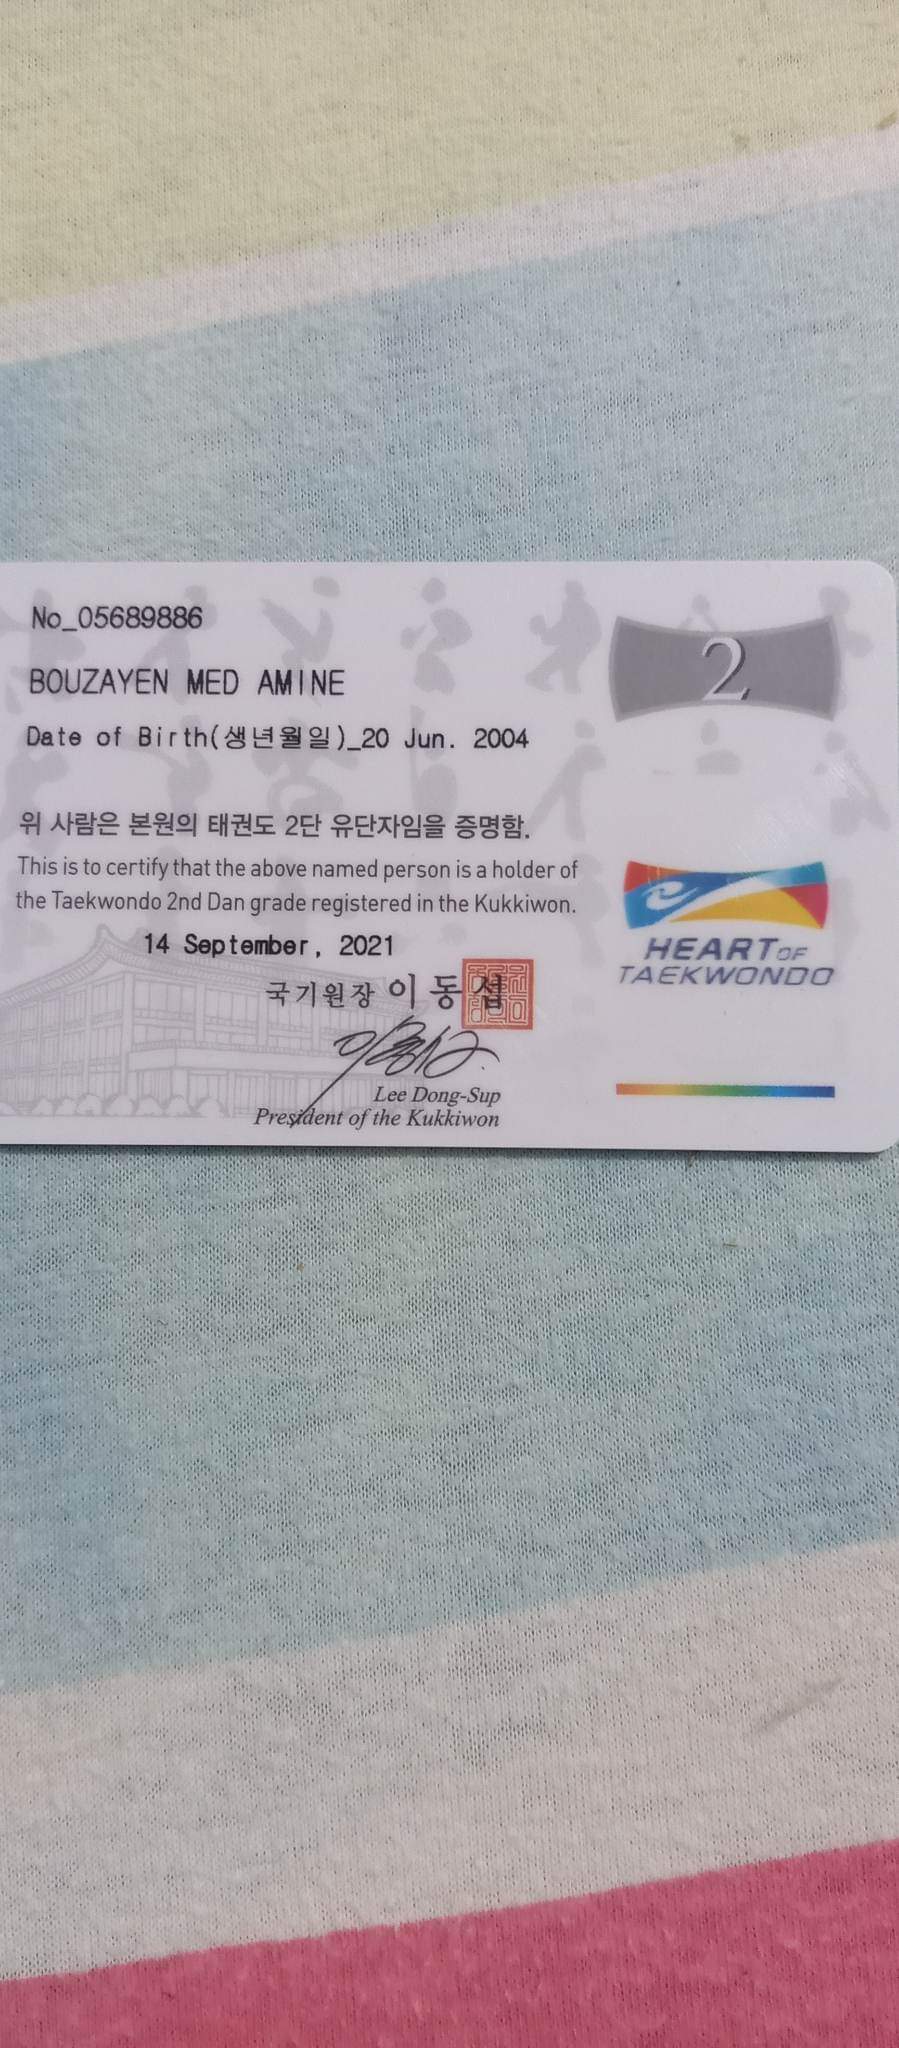 No_05689886
2
BOUZAYEN MED AMINE
Date of Birth(생년월일)_20 Jun. 2004
위 사람은 본원의 태권도 2단 유단자임을 증명함.
This is to certify that the above named person is a holder of
the Taekwondo 2nd Dan grade registered in the Kukkiwon.
14 September, 2021
국기원장 이동섭
Lee Dong-Sup
President of the Kukkiwon
HEART OF
TAEKWONDO